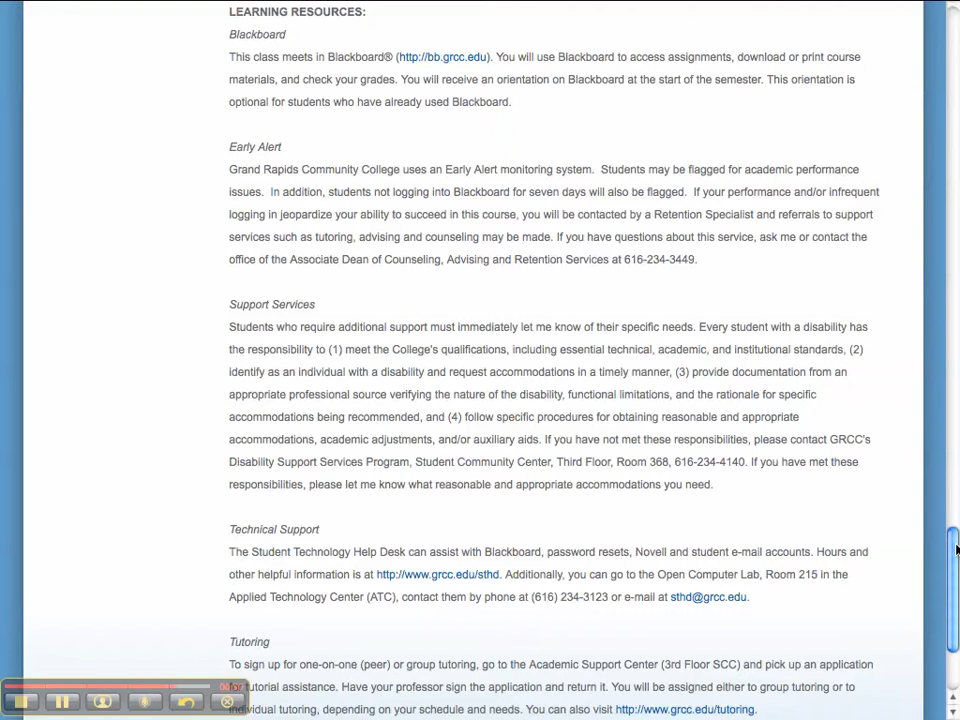 LEARNING RESOURCES:
Blackboard
This class meets in Blackboard® (http://bb.grcc.edu). You will use Blackboard to access assignments, download or print course
materials, and check your grades. You will receive an orientation on Blackboard at the start of the semester. This orientation is
optional for students who have already used Blackboard.
Early Alert
Grand Rapids Community College uses an Early Alert monitoring system.  Students may be flagged for academic performance
issues.  In addition, students not logging into Blackboard for seven days will also be flagged.  If your performance and/or infrequent
logging in jeopardize your ability to succeed in this course, you will be contacted by a Retention Specialist and referrals to support
services such as tutoring, advising and counseling may be made. If you have questions about this service, ask me or contact the
office of the Associate Dean of Counseling, Advising and Retention Services at 616-234-3449.
Support Services
Students who require additional support must immediately let me know of their specific needs. Every student with a disability has
the responsibility to (1) meet the College's qualifications, including essential technical, academic, and institutional standards, (2)
identify as an individual with a disability and request accommodations in a timely manner, (3) provide documentation from an
appropriate professional source verifying the nature of the disability, functional limitations, and the rationale for specific
accommodations being recommended, and (4) follow specific procedures for obtaining reasonable and appropriate
accommodations, academic adjustments, and/or auxiliary aids. If you have not met these responsibilities, please contact GRCC's
Disability Support Services Program, Student Community Center, Third Floor, Room 368, 616-234-4140. If you have met these
responsibilities, please let me know what reasonable and appropriate accommodations you need.
Technical Support
The Student Technology Help Desk can assist with Blackboard, password resets, Novell and student e-mail accounts. Hours and
other helpful information is at http://www.grcc.edu/sthd. Additionally, you can go to the Open Computer Lab, Room 215 in the
Applied Technology Center (ATC), contact them by phone at (616) 234-3123 or e-mail at sthd@grcc.edu.
Tutoring
To sign up for one-on-one (peer) or group tutoring, go to the Academic Support Center (3rd Floor SCC) and pick up an application
for tutorial assistance. Have your professor sign the application and return it. You will be assigned either to group tutoring or to
individual tutoring, depending on your schedule and needs. You can also visit http://www.grcc.edu/tutoring.